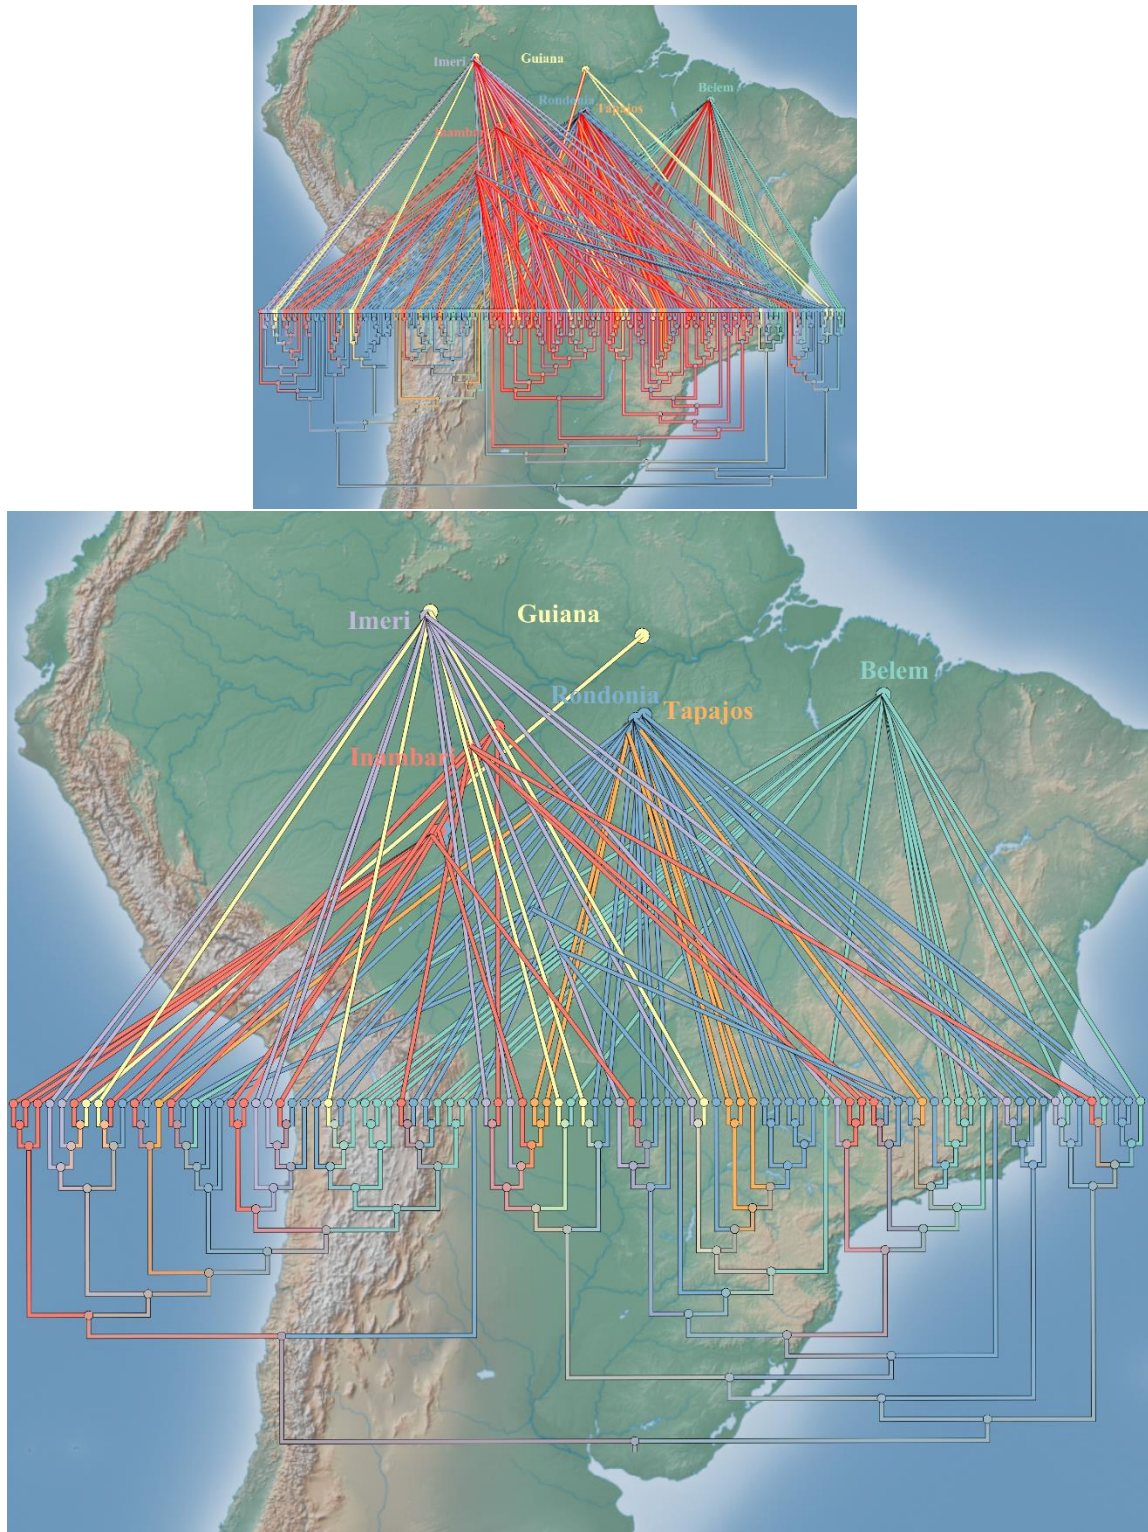 Imeri
Guiana
Belem
Rondonia
Tapajos
Inambari
Imeri
Guiana
Belem
Rondonia
Tapajos
Inambari